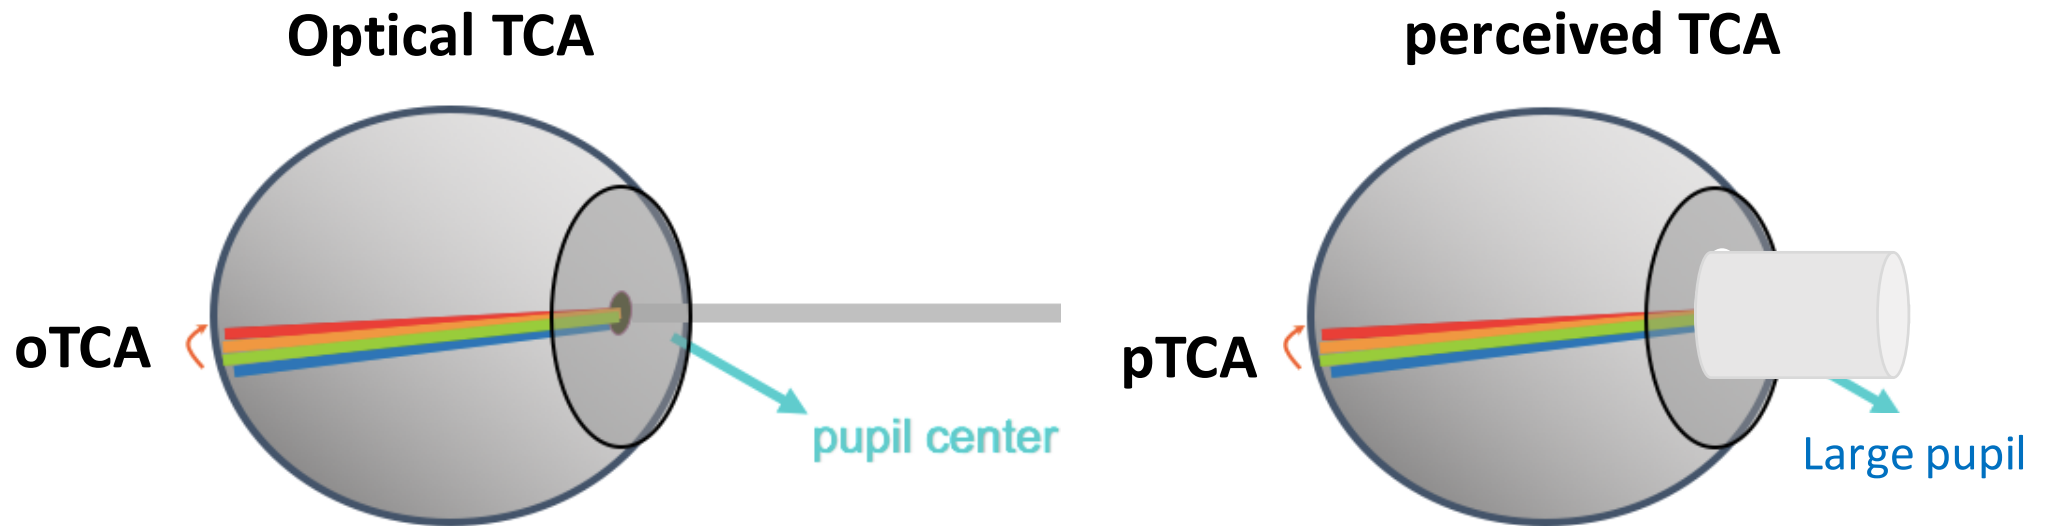 Optical TCA
perceived TCA
oTCA
pupil center
pTCA
Large pupil